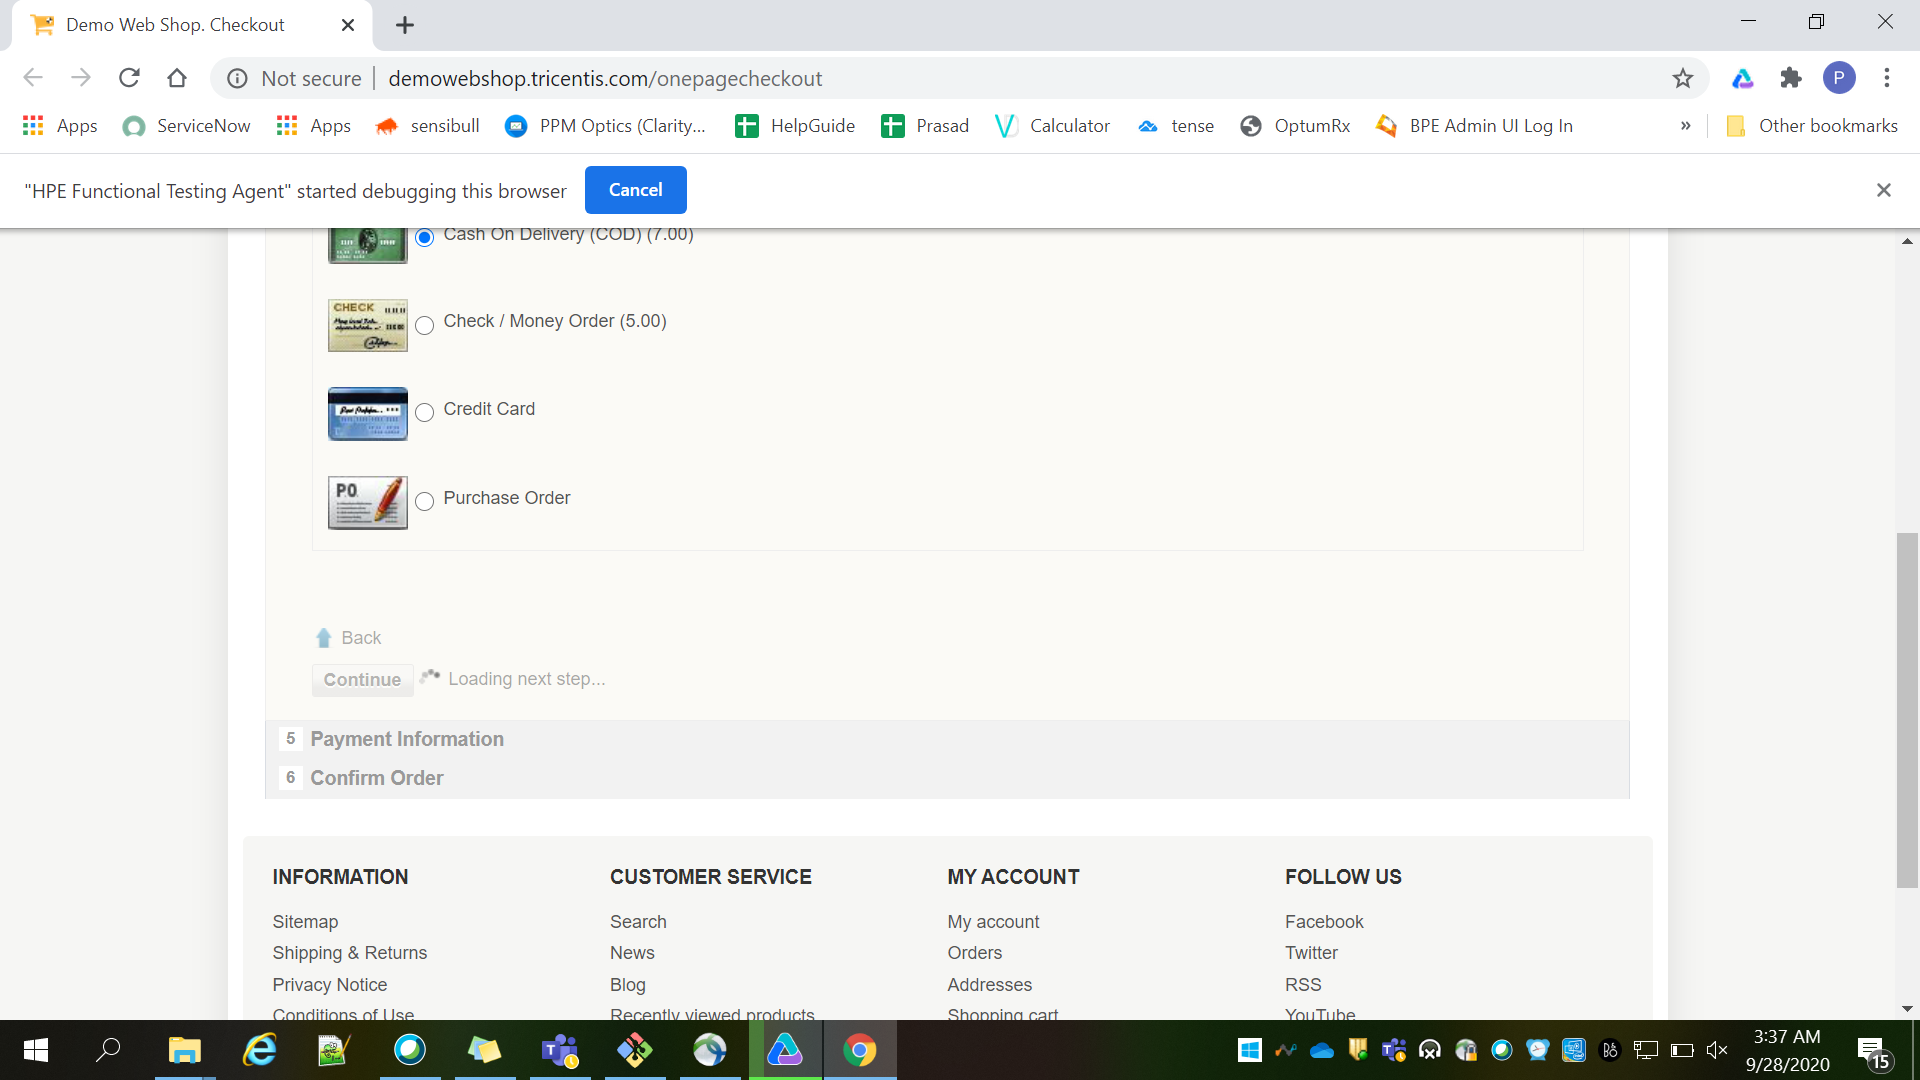 Demo Web Shop. Checkout
Not secure demowebshop.tricentis.com/onepagecheckout P
Apps ServiceNow Apps sensibull PPM Optics (Clarity... HelpGuide Prasad Calculator tense OptumRx BPE Admin UI Log In » Other bookmarks
"HPE Functional Testing Agent" started debugging this browser Cancel
Cash On Delivery (COD) (7.00)
CHECK
Check / Money Order (5.00)
Credit Card
P.O.
Purchase Order
Back
Continue Loading next step...
5 Payment Information
6 Confirm Order
INFORMATION CUSTOMER SERVICE MY ACCOUNT FOLLOW US
Sitemap Search My account Facebook
Shipping & Returns News Orders Twitter
Privacy Notice Blog Addresses RSS
Conditions of Use Recently viewed products Shopping cart YouTube
3:37 AM
9/28/2020
15